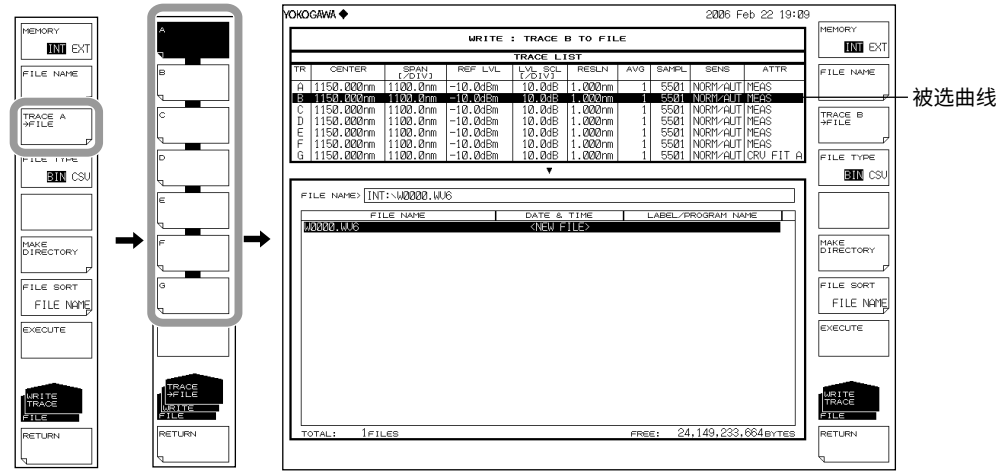 MEMORY
INT EXT
FILE NAME
TRACE A
→FILE
FILE TYPE
BIN CSV
MAKE
DIRECTORY
FILE SORT
FILE NAME
EXECUTE
WRITE
TRACE
FILE
RETURN
A
B
C
D
E
F
G
TRACE
→FILE
WRITE
FILE
RETURN
YOKOGAWA ◆ 2006 Feb 22 19:09
WRITE : TRACE B TO FILE
TRACE LIST
TR CENTER SPAN [/DIV] REF LVL LVL SCL [/DIV] RESLN AVG SAMPL SENS ATTR
A 1150.000nm 1100.0nm -10.0dBm 10.0dB 1.000nm 1 5501 NORM/AUT MEAS
B 1150.000nm 1100.0nm -10.0dBm 10.0dB 1.000nm 1 5501 NORM/AUT MEAS
C 1150.000nm 1100.0nm -10.0dBm 10.0dB 1.000nm 1 5501 NORM/AUT MEAS
D 1150.000nm 1100.0nm -10.0dBm 10.0dB 1.000nm 1 5501 NORM/AUT MEAS
E 1150.000nm 1100.0nm -10.0dBm 10.0dB 1.000nm 1 5501 NORM/AUT MEAS
F 1150.000nm 1100.0nm -10.0dBm 10.0dB 1.000nm 1 5501 NORM/AUT MEAS
G 1150.000nm 1100.0nm -10.0dBm 10.0dB 1.000nm 1 5501 NORM/AUT CRV FIT A
FILE NAME> INT:\W0000.WV6
FILE NAME DATE & TIME LABEL/PROGRAM NAME
W0000.WV6 <NEW FILE>
TOTAL: 1FILES FREE: 24,149,233,664BYTES
MEMORY
INT EXT
FILE NAME
TRACE B
→FILE
FILE TYPE
BIN CSV
MAKE
DIRECTORY
FILE SORT
FILE NAME
EXECUTE
WRITE
TRACE
FILE
RETURN
被选曲线